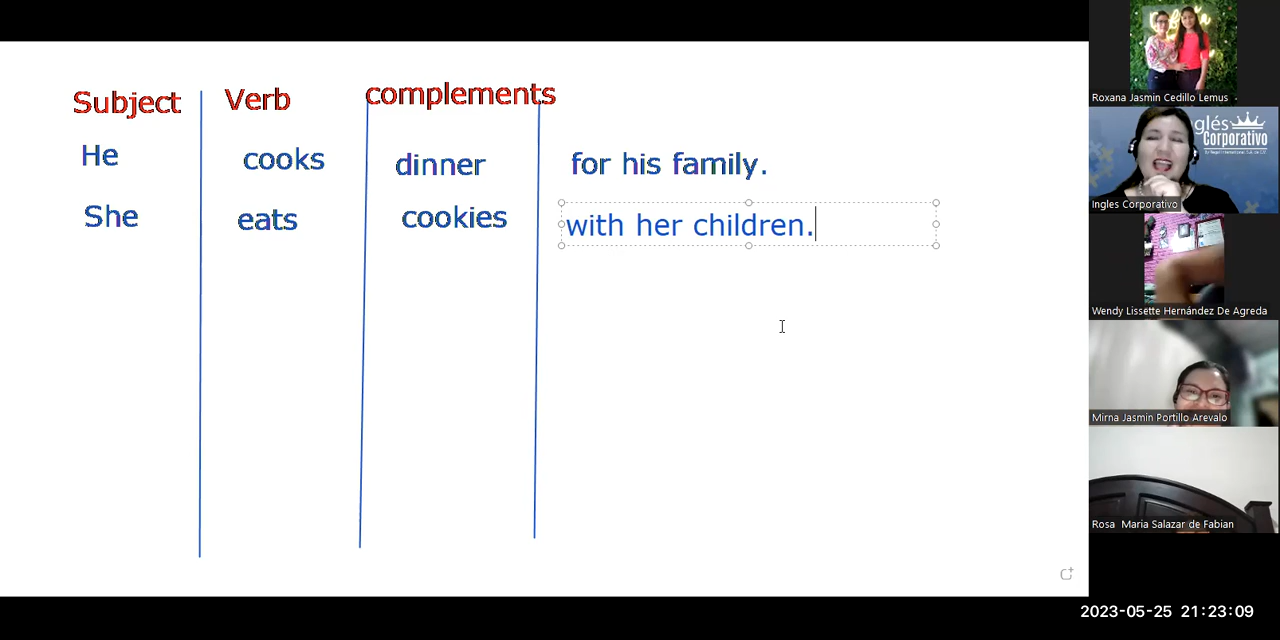 Subject Verb complements
He cooks dinner for his family.
She eats cookies with her children.
Roxana Jasmin Cedillo Lemus
glés
Corporativo
Ingles Corporativo
Wendy Lissette Hernández De Agreda
Mirna Jasmin Portillo Arevalo
Rosa Maria Salazar de Fabian
2023-05-25 21:23:09